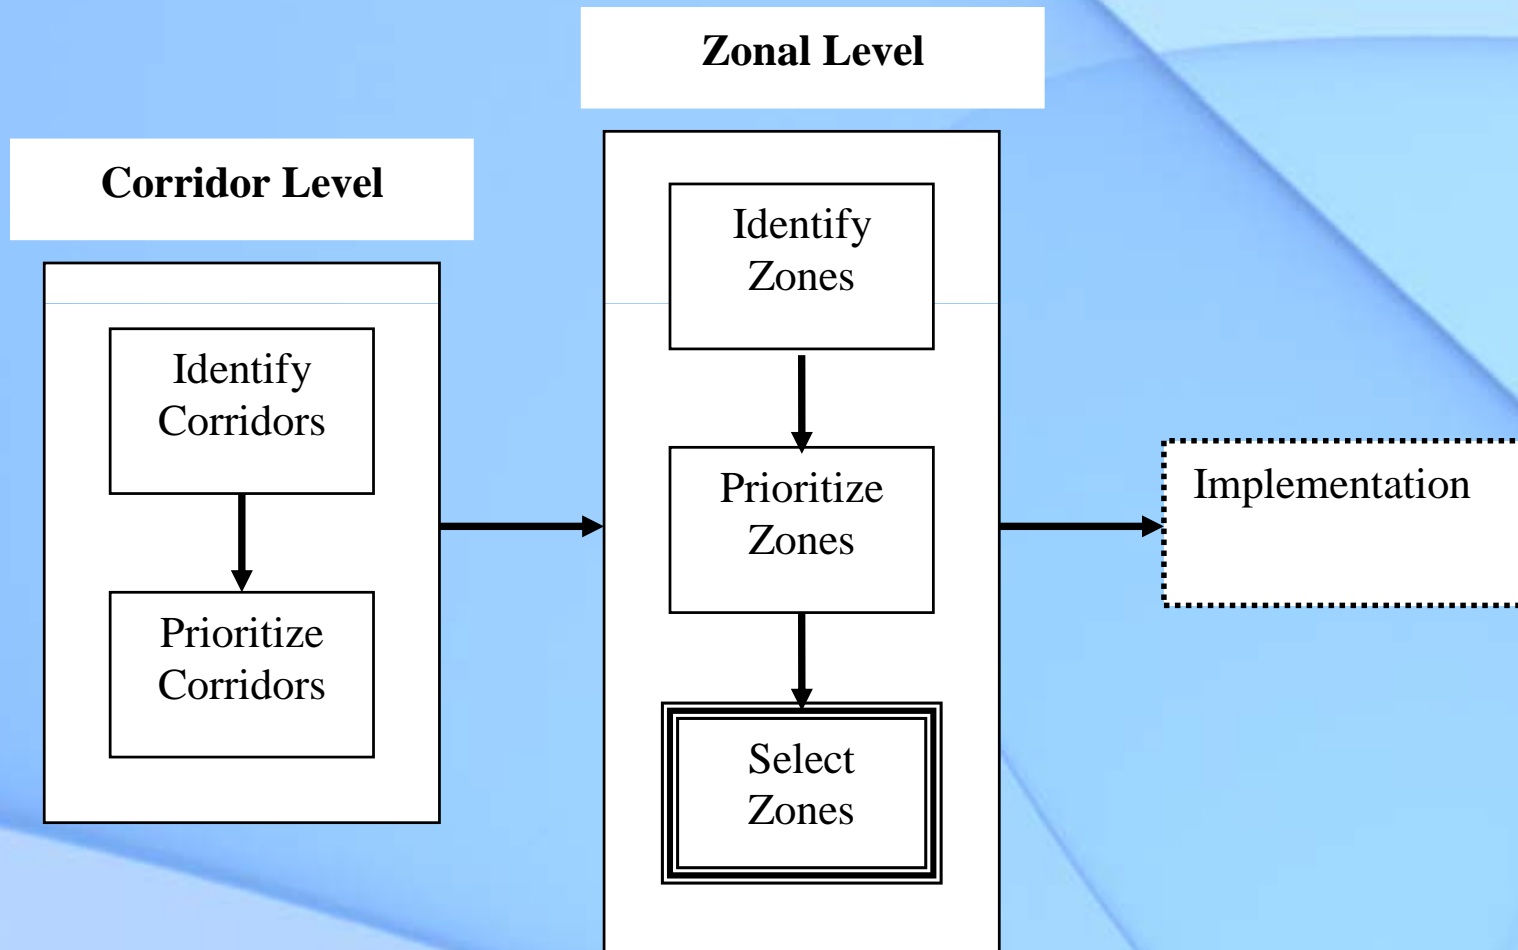 Corridor Level
Identify
Corridors
Prioritize
Corridors
Zonal Level
Identify
Zones
Prioritize
Zones
Select
Zones
Implementation